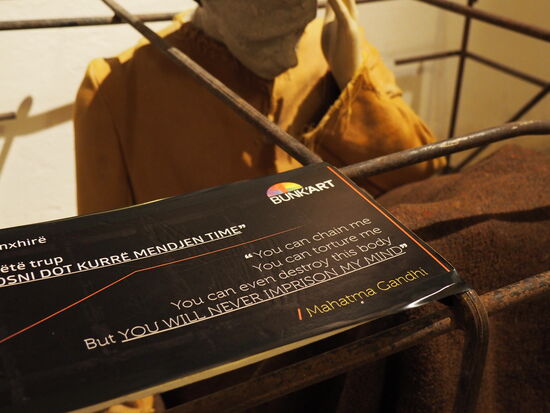 BUNK'ART
nxhirë
ëtë trup
OSNI DOT KURRË MENDJEN TIME”
“You can chain me
You can torture me
You can even destroy this body
But YOU WILL NEVER IMPRISON MY MIND”
/ Mahatma Gandhi